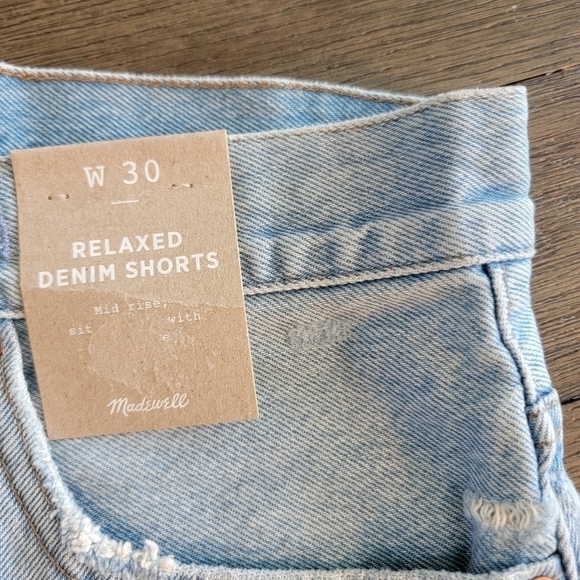 W 30
RELAXED
DENIM SHORTS
Mid rise,
sit with
Madewell